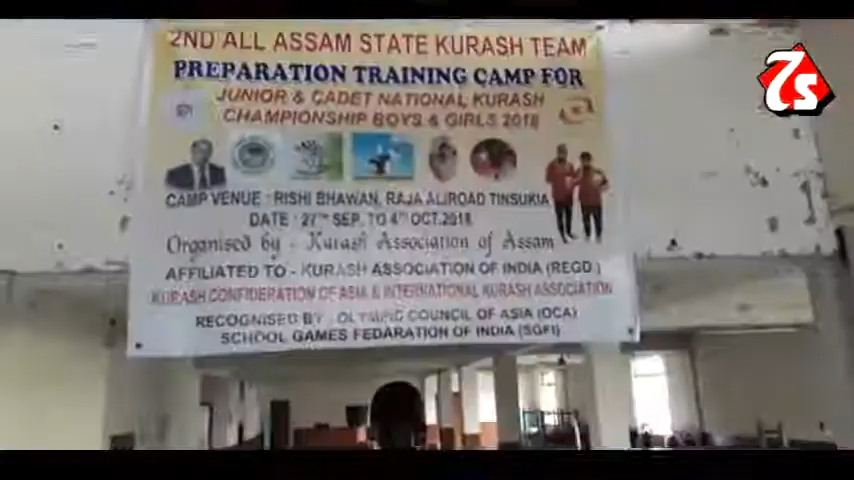 2ND ALL ASSAM STATE KURASH TEAM
PREPARATION TRAINING CAMP FOR
JUNIOR & CADET NATIONAL KURASH
CHAMPIONSHIP BOYS & GIRLS 2018
CAMP VENUE : RISHI BHAWAN, RAJA ALI ROAD TINSUKIA
DATE : 27TH SEP. TO 4TH OCT. 2018
Organised by - Kurash Association of Assam
AFFILIATED TO - KURASH ASSOCIATION OF INDIA (REGD.)
KURASH CONFIDERATION OF ASIA & INTERNATIONAL KURASH ASSOCIATION
RECOGNISED BY : OLYMPIC COUNCIL OF ASIA (OCA)
SCHOOL GAMES FEDARATION OF INDIA (SGFI)